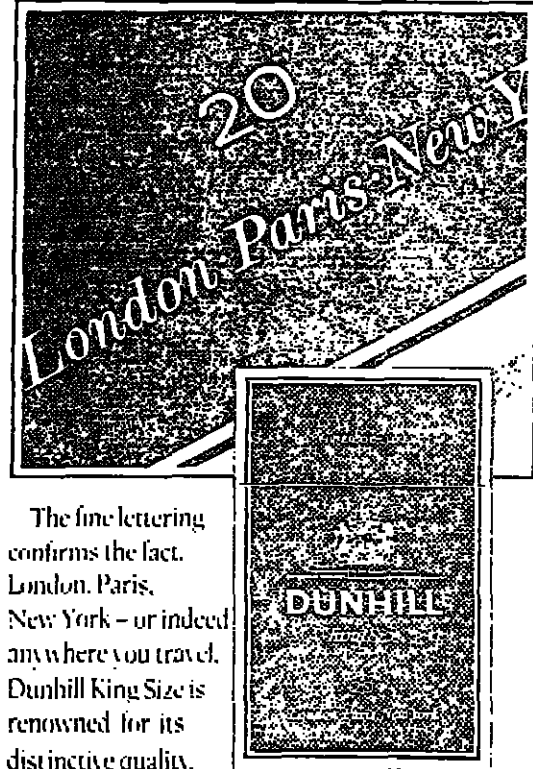 20
London·Paris·New Y
The fine lettering
confirms the fact.
London. Paris,
New York – or indeed
anywhere you travel.
Dunhill King Size is
renowned for its
distinctive quality.
DUNHILL